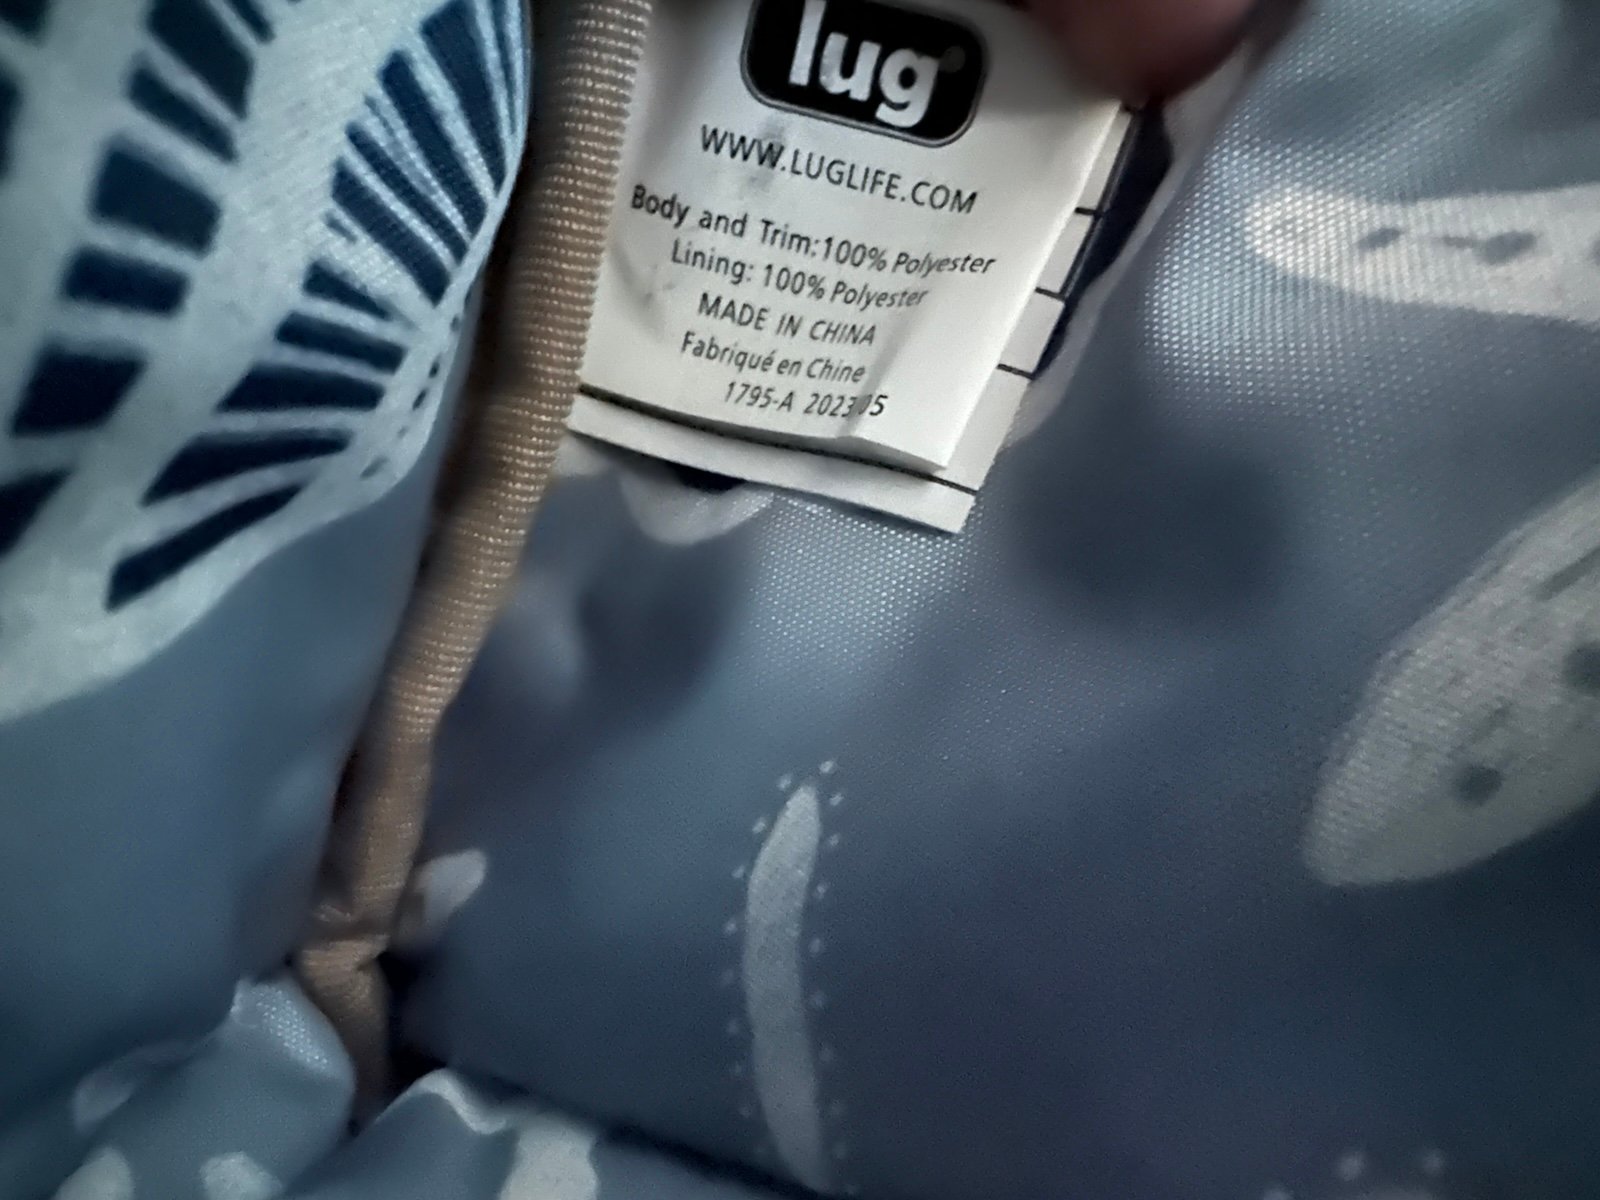 lug
WWW.LUGLIFE.COM
Body and Trim:100% Polyester
Lining: 100% Polyester
MADE IN CHINA
Fabriqué en Chine
1795-A 202305